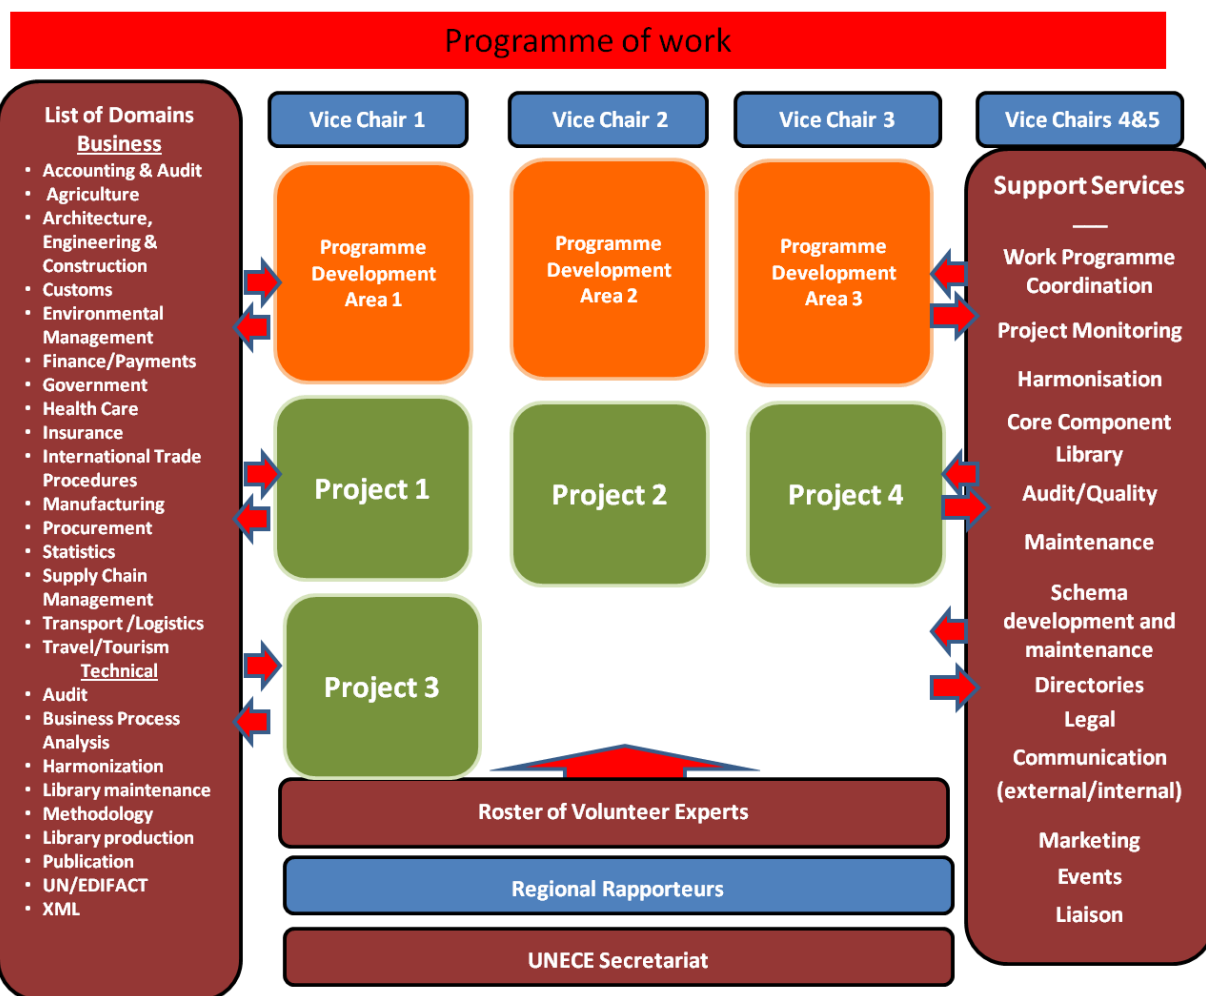 Programme of work
List of Domains
Business
• Accounting & Audit
• Agriculture
• Architecture,
Engineering &
Construction
• Customs
• Environmental
Management
• Finance/Payments
• Government
• Health Care
• Insurance
• International Trade
Procedures
• Manufacturing
• Procurement
• Statistics
• Supply Chain
Management
• Transport /Logistics
• Travel/Tourism
Technical
• Audit
• Business Process
Analysis
• Harmonization
• Library maintenance
• Methodology
• Library production
• Publication
• UN/EDIFACT
• XML
Vice Chair 1
Vice Chair 2
Vice Chair 3
Vice Chairs 4&5
Programme
Development
Area 1
Programme
Development
Area 2
Programme
Development
Area 3
Project 1
Project 2
Project 4
Project 3
Roster of Volunteer Experts
Regional Rapporteurs
UNECE Secretariat
Support Services
Work Programme
Coordination
Project Monitoring
Harmonisation
Core Component
Library
Audit/Quality
Maintenance
Schema
development and
maintenance
Directories
Legal
Communication
(external/internal)
Marketing
Events
Liaison